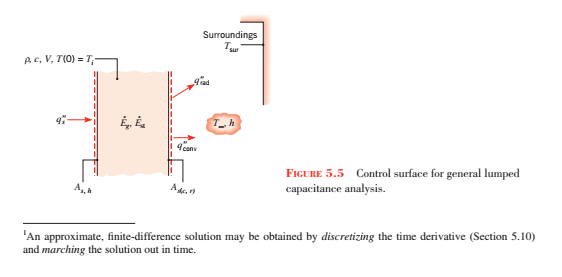 Surroundings
T_sur
ρ, c, V, T(0) = T_i
q"_rad
q"_s
Ė_g, Ė_st
T_∞, h
q"_conv
A_s, h
A_s(c, r)
FIGURE 5.5 Control surface for general lumped
capacitance analysis.
¹An approximate, finite-difference solution may be obtained by discretizing the time derivative (Section 5.10)
and marching the solution out in time.